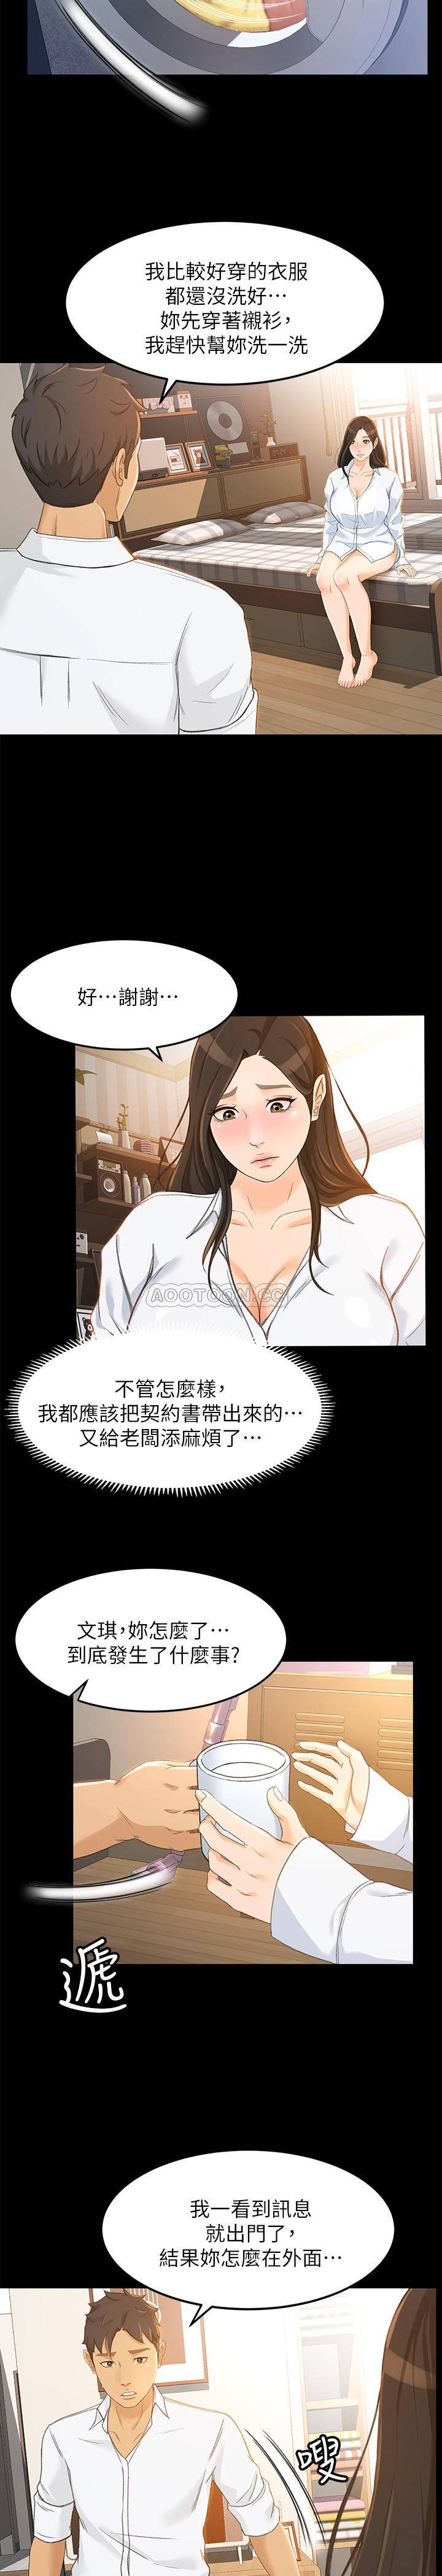 我比較好穿的衣服
都還沒洗好⋯
妳先穿著襯衫，
我趕快幫妳洗一洗
好⋯謝謝⋯
AOOTOON.CC
不管怎麼樣，
我都應該把契約書帶出來的⋯
又給老闆添麻煩了⋯
文琪，妳怎麼了⋯
到底發生了什麼事？
遞
我一看到訊息
就出門了，
結果妳怎麼在外面⋯
嗖